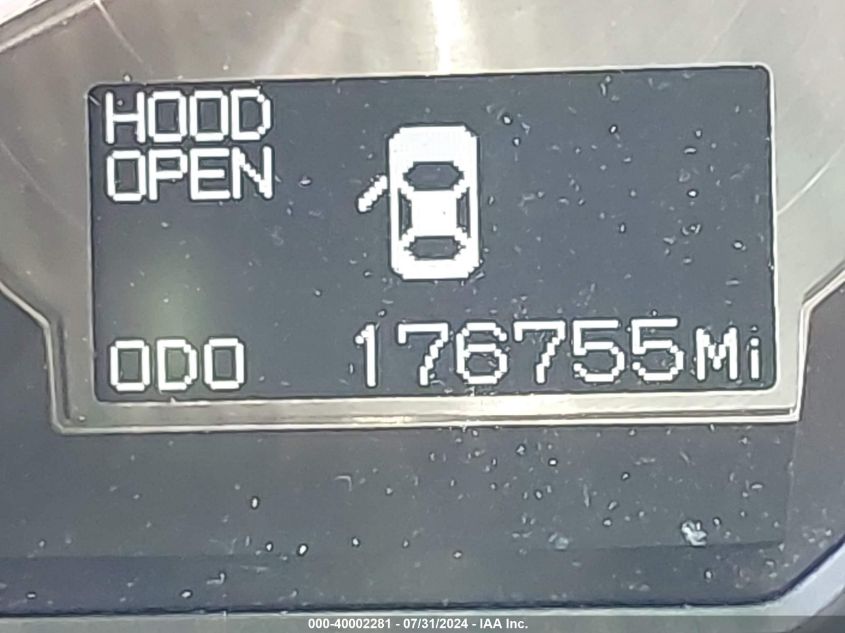 HOOD
OPEN
ODO 176755Mi
000-40002281 - 07/31/2024 - IAA Inc.